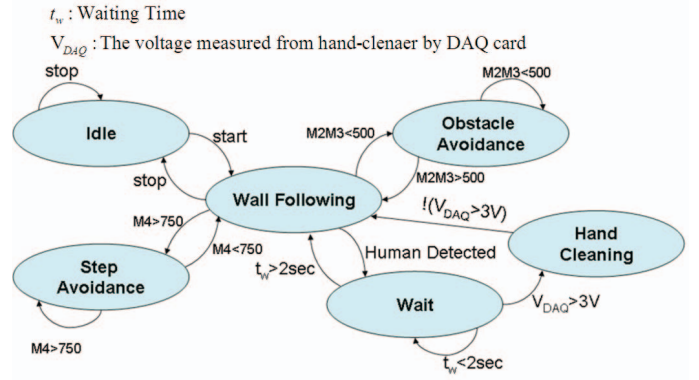 t_w : Waiting Time
V_DAQ : The voltage measured from hand-clenaer by DAQ card
stop
M2M3<500
Idle
start
M2M3<500
Obstacle
Avoidance
stop
M2M3>500
Wall Following
!(V_DAQ>3V)
M4>750
M4<750
Human Detected
Hand
Cleaning
Step
Avoidance
t_w>2sec
Wait
V_DAQ>3V
M4>750
t_w<2sec